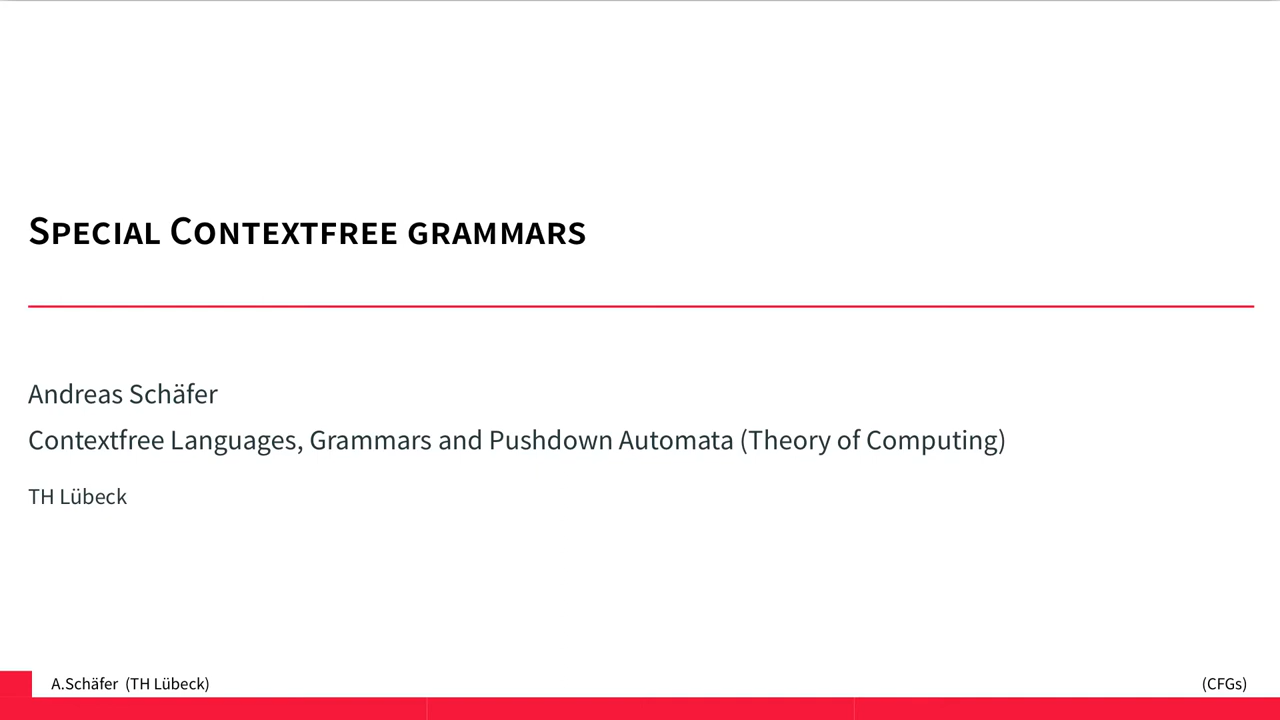 Special Contextfree grammars
Andreas Schäfer
Contextfree Languages, Grammars and Pushdown Automata (Theory of Computing)
TH Lübeck
A.Schäfer (TH Lübeck)
(CFGs)